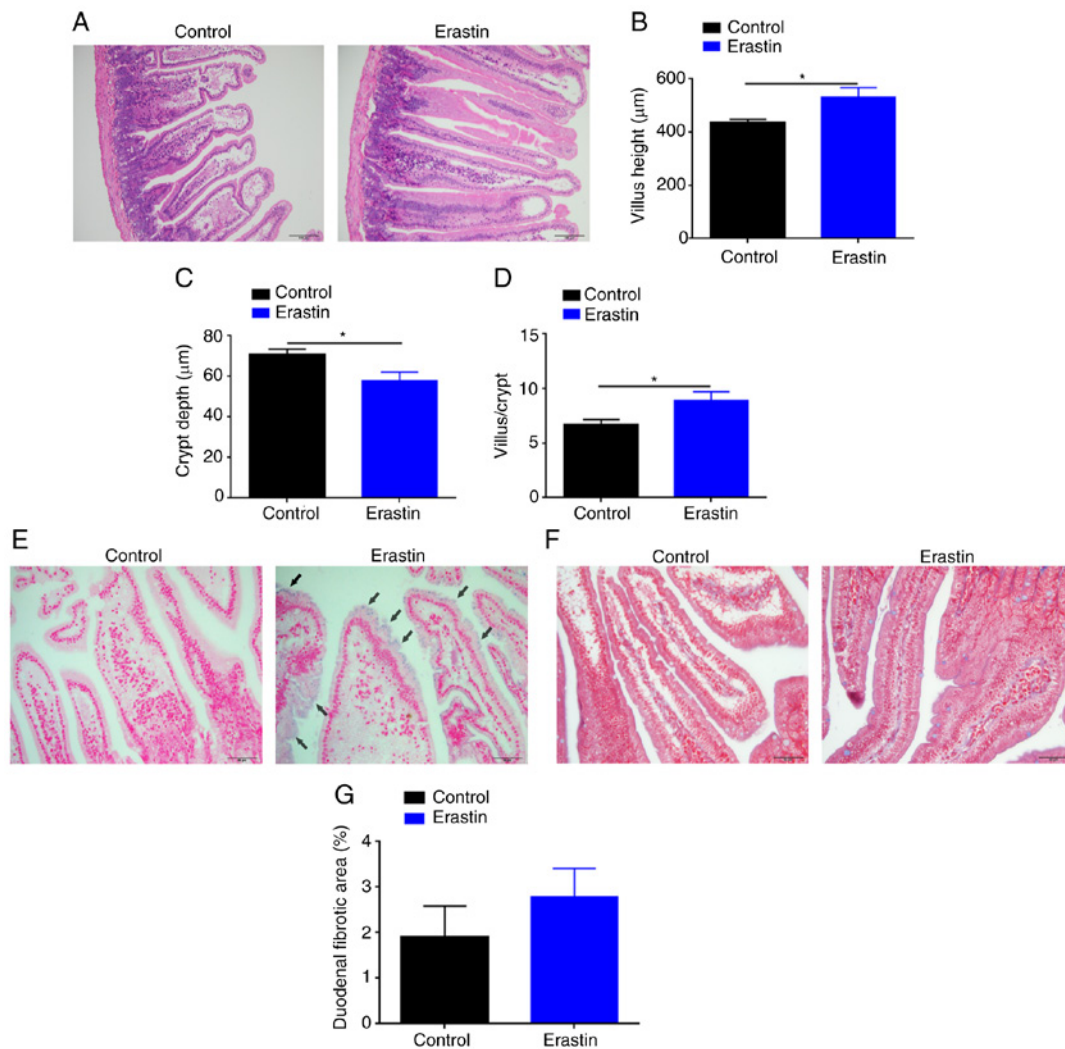 A
Control
Erastin
B
Control
Erastin
Villus height (μm)
600
400
200
0
*
Control
Erastin
C
Control
Erastin
Crypt depth (μm)
80
60
40
20
0
*
Control
Erastin
D
Control
Erastin
Villus/crypt
15
10
5
0
*
Control
Erastin
E
Control
Erastin
F
Control
Erastin
G
Control
Erastin
Duodenal fibrotic area (%)
4
3
2
1
0
Control
Erastin